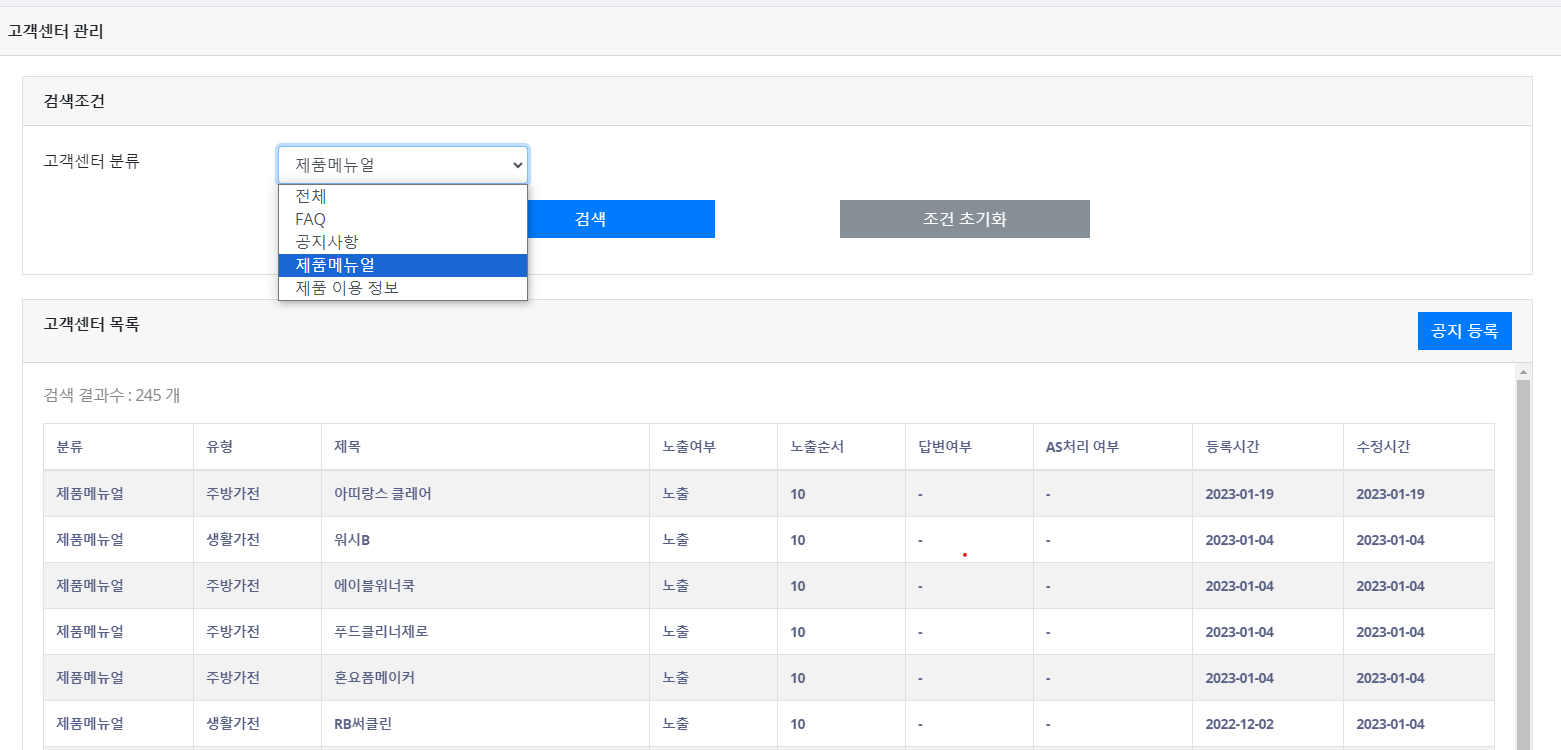 고객센터 관리
검색조건
고객센터 분류
제품메뉴얼
전체
FAQ
공지사항
제품메뉴얼
제품 이용 정보
검색
조건 초기화
고객센터 목록
공지 등록
검색 결과수 : 245 개
분류 유형 제목 노출여부 노출순서 답변여부 AS처리 여부 등록시간 수정시간
제품메뉴얼 주방가전 아띠랑스 클레어 노출 10 - - 2023-01-19 2023-01-19
제품메뉴얼 생활가전 워시B 노출 10 - - 2023-01-04 2023-01-04
제품메뉴얼 주방가전 에이블워너쿡 노출 10 - - 2023-01-04 2023-01-04
제품메뉴얼 주방가전 푸드클리너제로 노출 10 - - 2023-01-04 2023-01-04
제품메뉴얼 주방가전 혼요폼메이커 노출 10 - - 2023-01-04 2023-01-04
제품메뉴얼 생활가전 RB써클린 노출 10 - - 2022-12-02 2023-01-04